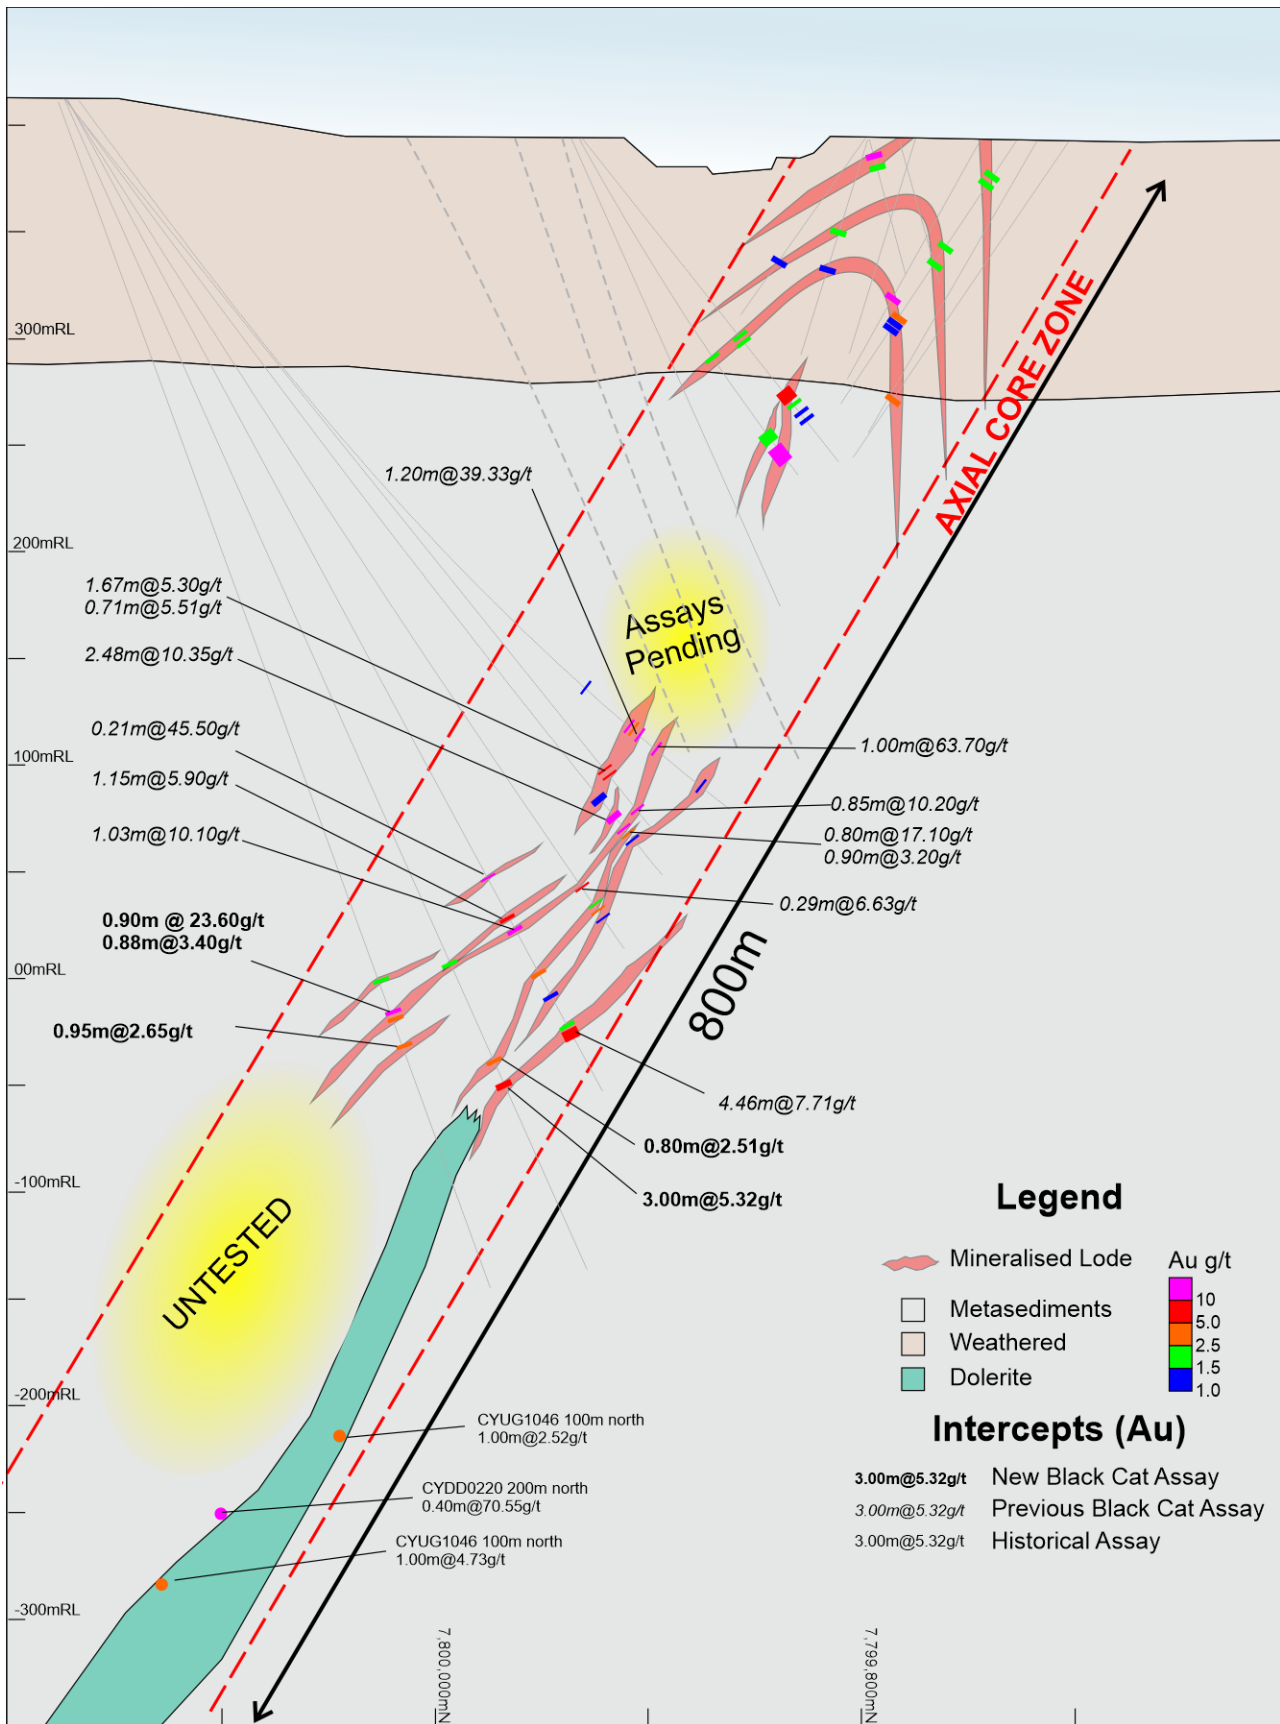 300mRL
AXIAL CORE ZONE
1.20m@39.33g/t
200mRL
1.67m@5.30g/t
0.71m@5.51g/t
Assays
Pending
2.48m@10.35g/t
0.21m@45.50g/t
1.00m@63.70g/t
100mRL
1.15m@5.90g/t
0.85m@10.20g/t
1.03m@10.10g/t
0.80m@17.10g/t
0.90m@3.20g/t
0.29m@6.63g/t
0.90m @ 23.60g/t
0.88m@3.40g/t
800m
00mRL
0.95m@2.65g/t
4.46m@7.71g/t
0.80m@2.51g/t
-100mRL
3.00m@5.32g/t
UNTESTED
Legend
Mineralised Lode
Metasediments
Weathered
Dolerite
Au g/t
10
5.0
2.5
1.5
1.0
-200mRL
CYUG1046 100m north
1.00m@2.52g/t
Intercepts (Au)
3.00m@5.32g/t New Black Cat Assay
3.00m@5.32g/t Previous Black Cat Assay
3.00m@5.32g/t Historical Assay
CYDD0220 200m north
0.40m@70.55g/t
CYUG1046 100m north
1.00m@4.73g/t
-300mRL
7,800,000mN
7,799,800mN